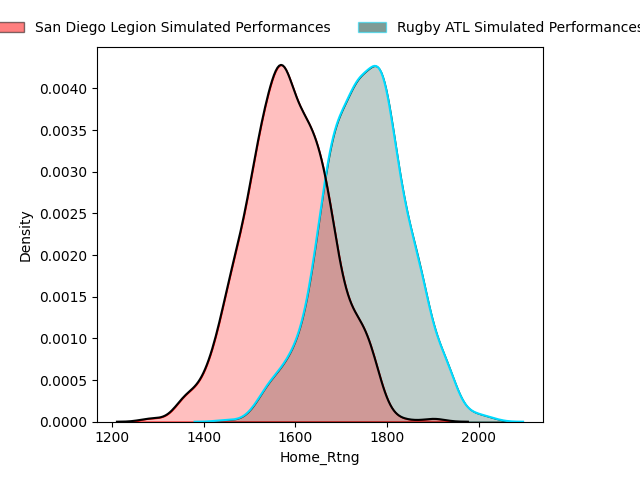 San Diego Legion Simulated Performances
Rugby ATL Simulated Performances
0.0040
0.0035
0.0030
0.0025
0.0020
0.0015
0.0010
0.0005
0.0000
Density
1200 1400 1600 1800 2000
Home_Rtng